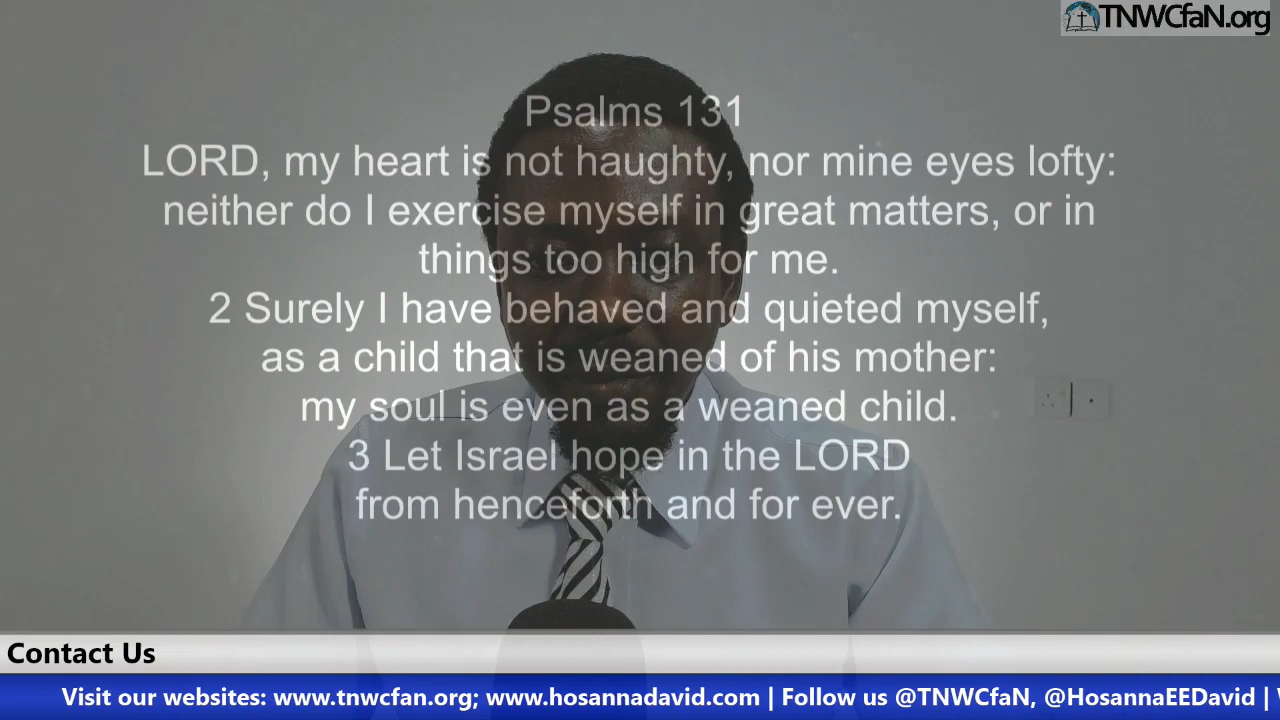 TNWCfaN.org
Psalms 131
LORD, my heart is not haughty, nor mine eyes lofty:
neither do I exercise myself in great matters, or in
things too high for me.
2 Surely I have behaved and quieted myself,
as a child that is weaned of his mother:
my soul is even as a weaned child.
3 Let Israel hope in the LORD
from henceforth and for ever.
Contact Us
Visit our websites: www.tnwcfan.org; www.hosannadavid.com | Follow us @TNWCfaN, @HosannaEEDavid |